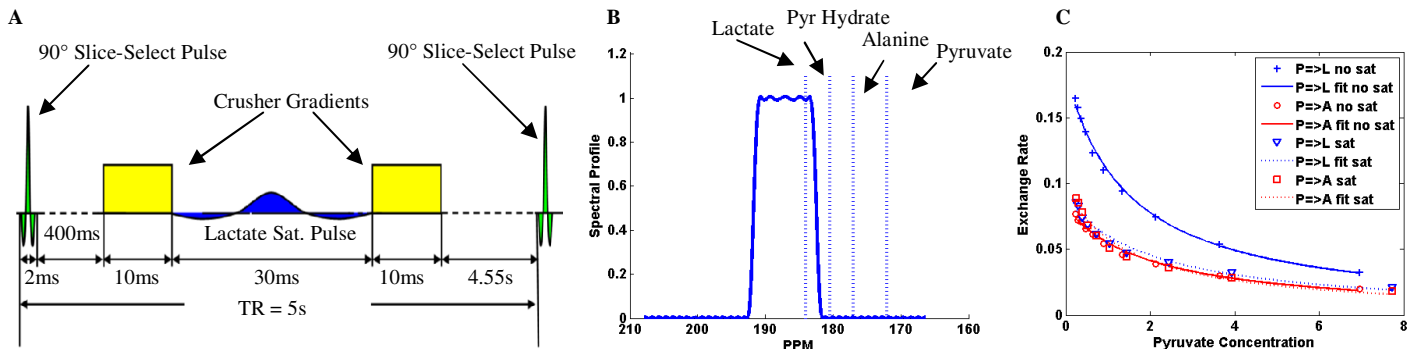 A
90° Slice-Select Pulse
90° Slice-Select Pulse
Crusher Gradients
Lactate Sat. Pulse
400ms
2ms
10ms
30ms
10ms
4.55s
TR = 5s
B
Lactate
Pyr Hydrate
Alanine
Pyruvate
Spectral Profile
1.2
1
0.8
0.6
0.4
0.2
0
210
200
190
180
170
160
PPM
C
Exchange Rate
0.2
0.15
0.1
0.05
0
0
2
4
6
8
Pyruvate Concentration
P=>L no sat
P=>L fit no sat
P=>A no sat
P=>A fit no sat
P=>L sat
P=>L fit sat
P=>A sat
P=>A fit sat